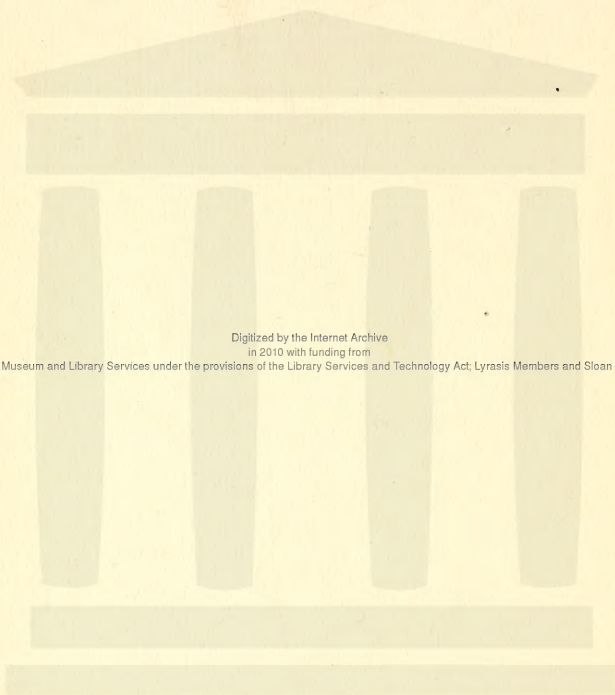 Digitized by the Internet Archive
in 2010 with funding from
Museum and Library Services under the provisions of the Library Services and Technology Act; Lyrasis Members and Sloan